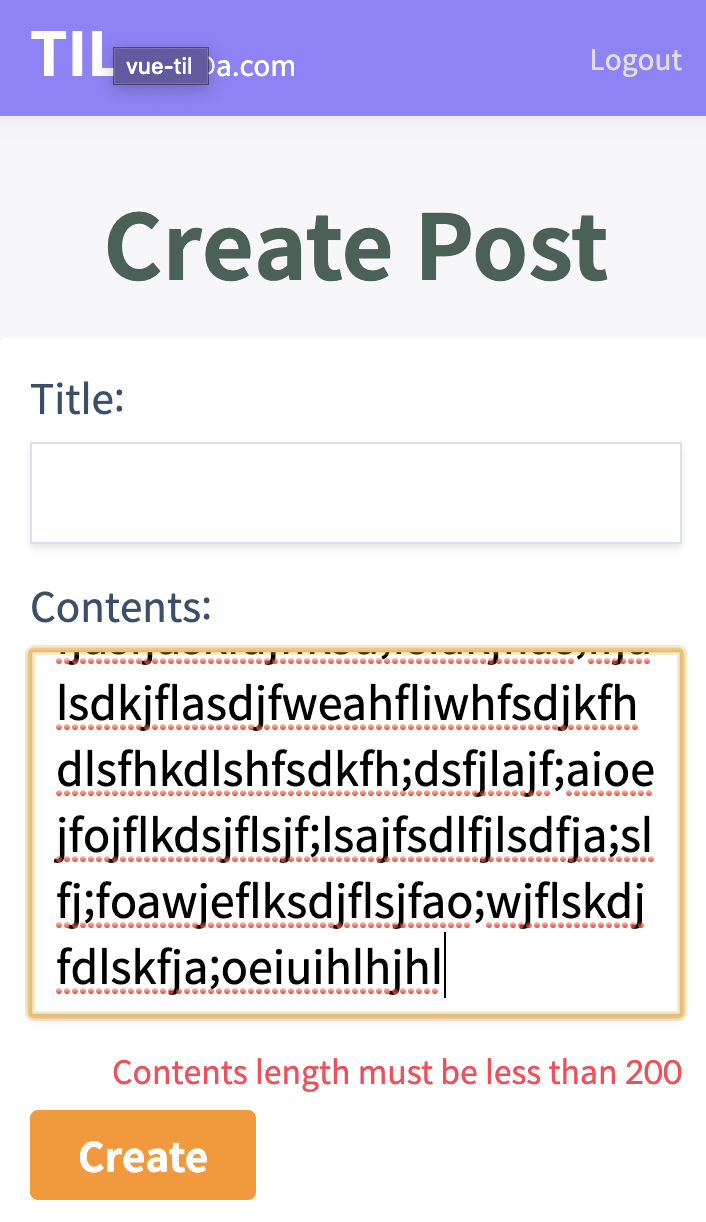 TIL
vue-til
a.com
Logout
Create Post
Title:
Contents:
lsdkjflasdjfweahfliwhfsdjkfh
dlsfhkdlshfsdkfh;dsfjlajf;aioe
jfojflkdsjflsjf;lsajfsdlfjlsdfja;sl
fj;foawjeflksdjflsjfao;wjflskdj
fdlskfja;oeiuihlhjhl
Contents length must be less than 200
Create